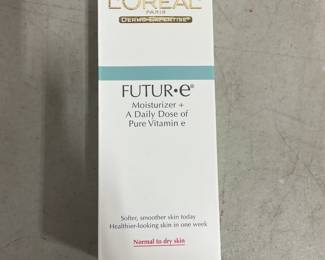 L'ORÉAL
PARIS
DERMO-EXPERTISE®
FUTUR•e®
Moisturizer +
A Daily Dose of
Pure Vitamin e
Softer, smoother skin today
Healthier-looking skin in one week
Normal to dry skin